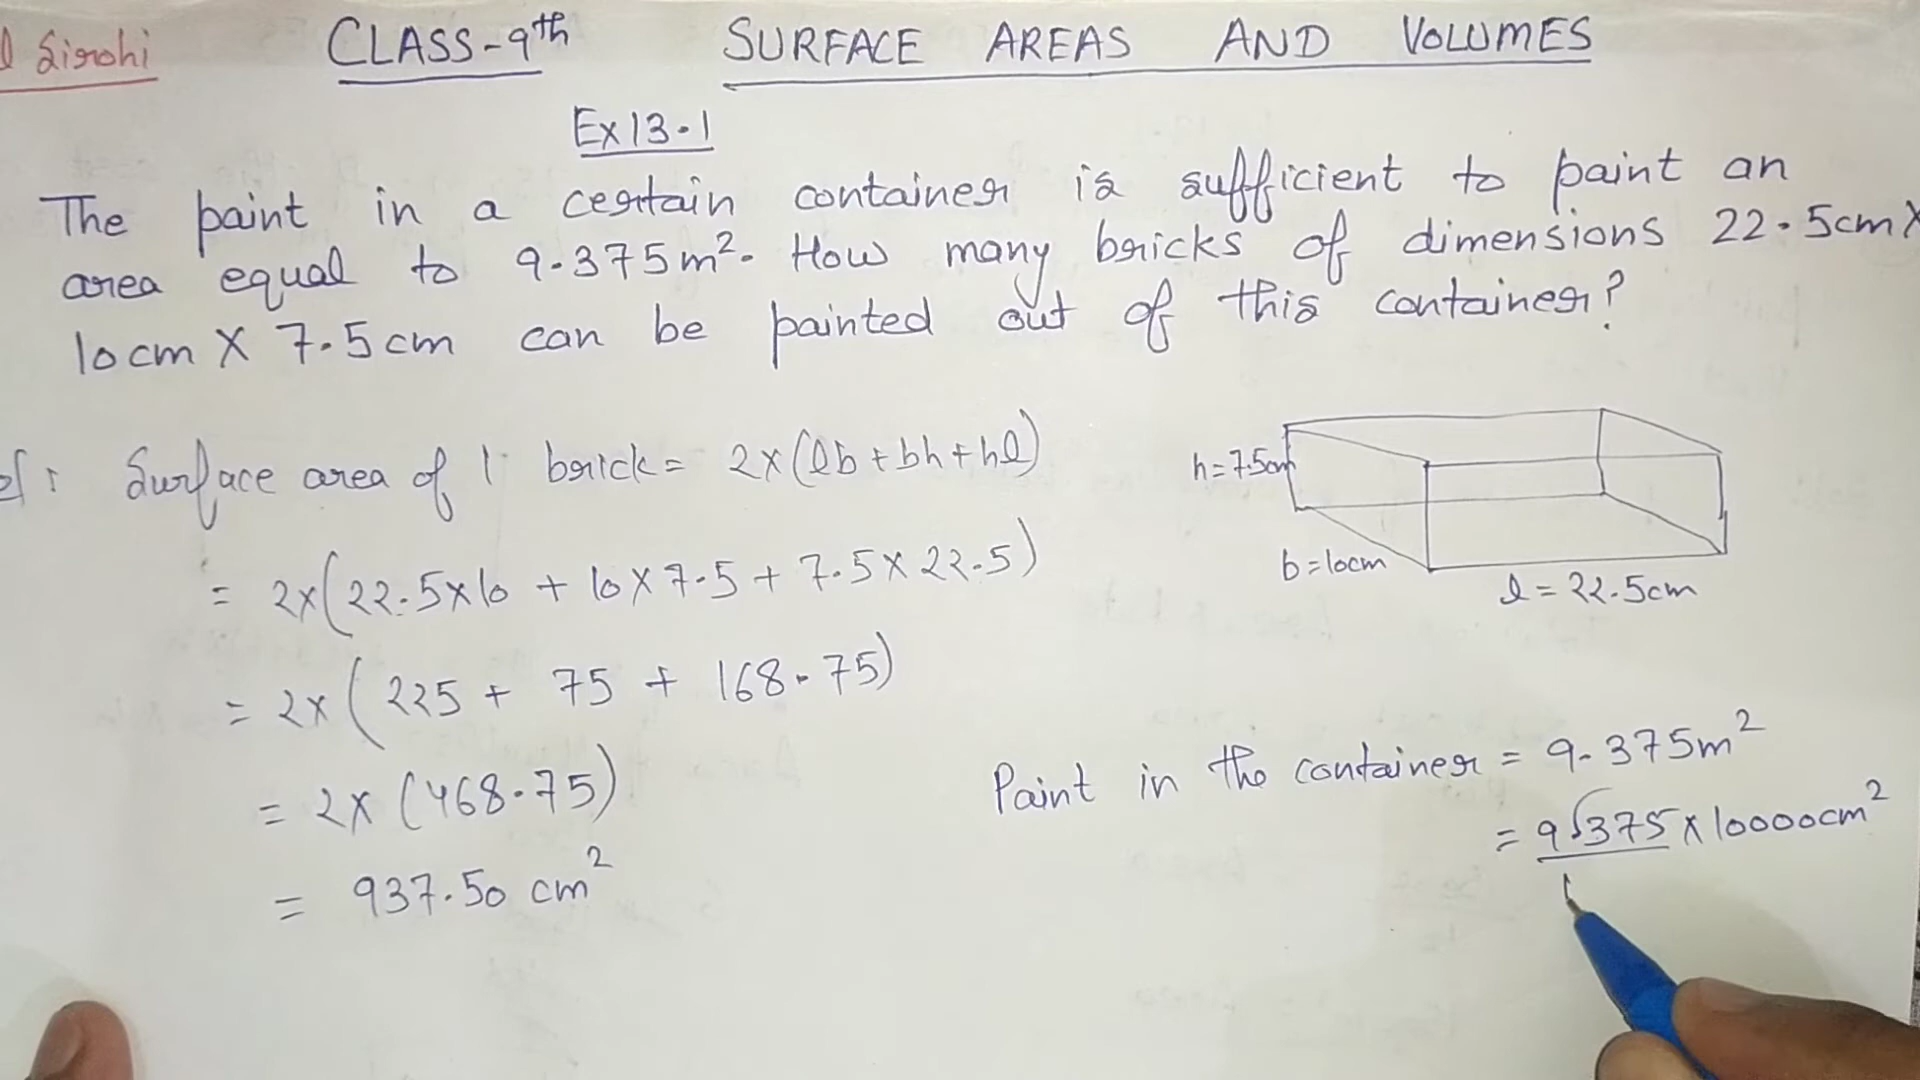 Sirohi
CLASS-9th SURFACE AREAS AND VOLUMES
Ex 13.1
The paint in a certain container is sufficient to paint an
area equal to 9.375m². How many bricks of dimensions 22.5cm X
10cm X 7.5cm can be painted out of this container?
Surface area of 1 brick = 2×(lb + bh + hl)
= 2×(22.5×10 + 10×7.5 + 7.5×22.5)
= 2×(225 + 75 + 168.75)
= 2×(468.75)
= 937.50 cm²
h=7.5cm
b=10cm
l=22.5cm
Paint in the container = 9.375m²
= 9375 × 10000cm²